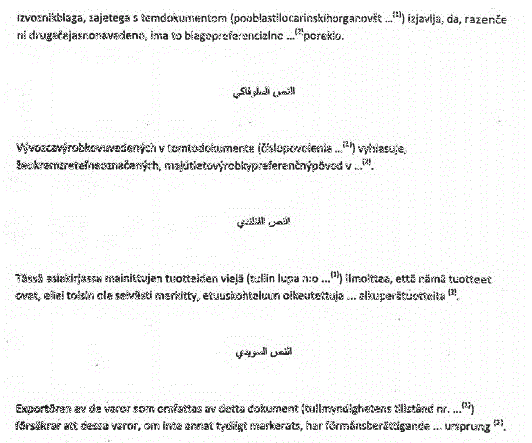 izvoznikblaga, zajetega s temdokumentom (pooblastilocarinskihorganovšt ...(1)) izjavlja, da, razenče
ni drugačejasnonavedeno, ima to blagopreferencialno ...(2)poreklo.
النص السلوفاكي
Vývozcavýrobkovuvedených v tomtodokumente (číslopovolenia ...(1)) vyhlasuje,
žeokremzreteľneoznačených, majútietovýrobkypreferenčnýpôvod v ...(2).
النص الفنلندي
Tässä asiakirjassa mainittujen tuotteiden viejä (tullin lupa n:o ...(1)) ilmoittaa, että nämä tuotteet
ovat, ellei toisin ole selvästi merkitty, etuuskohteluun oikeutettuja ... alkuperätuotteita (2).
النص السويدي
Exportören av de varor som omfattas av detta dokument (tullmyndighetens tillstånd nr. ...(1))
försäkrar att dessa varor, om inte annat tydligt markerats, har förmånsberättigande ... ursprung (2).